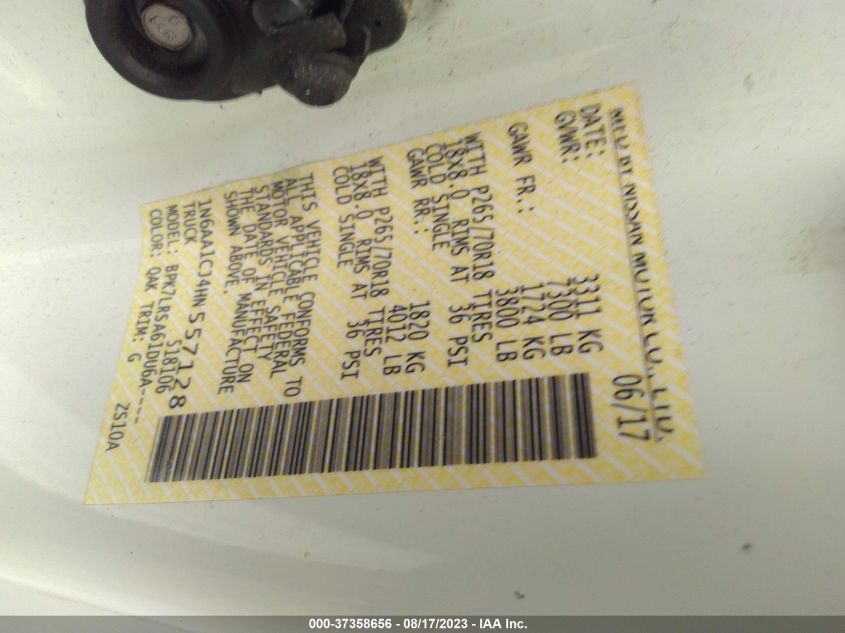 MFD BY NISSAN MOTOR CO., LTD.
DATE: 06/17
GVWR: 3311 KG
7300 LB
GAWR FR.: 1724 KG
3800 LB
WITH P265/70R18 TIRES
18X8.0 RIMS AT 36 PSI
COLD SINGLE
GAWR RR.: 1820 KG
4012 LB
WITH P265/70R18 TIRES
18X8.0 RIMS AT 36 PSI
COLD SINGLE
THIS VEHICLE CONFORMS TO
ALL APPLICABLE FEDERAL
MOTOR VEHICLE SAFETY
STANDARDS IN EFFECT ON
THE DATE OF MANUFACTURE
SHOWN ABOVE.
1N6AA1CJ4HN557128
TRUCK 518106
MODEL: BPK7LRSA61DU6A----
COLOR: QAK TRIM: G
ZS10A
000-37358656 - 08/17/2023 - IAA Inc.